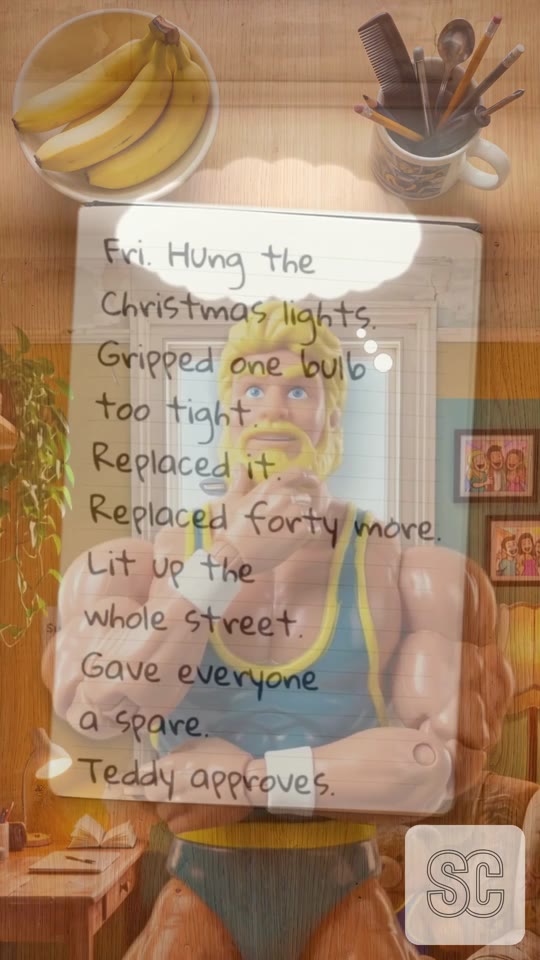 Fri. Hung the
Christmas lights.
Gripped one bulb
too tight.
Replaced it.
Replaced forty more.
Lit up the
whole street.
Gave everyone
a spare.
Teddy approves.
SC